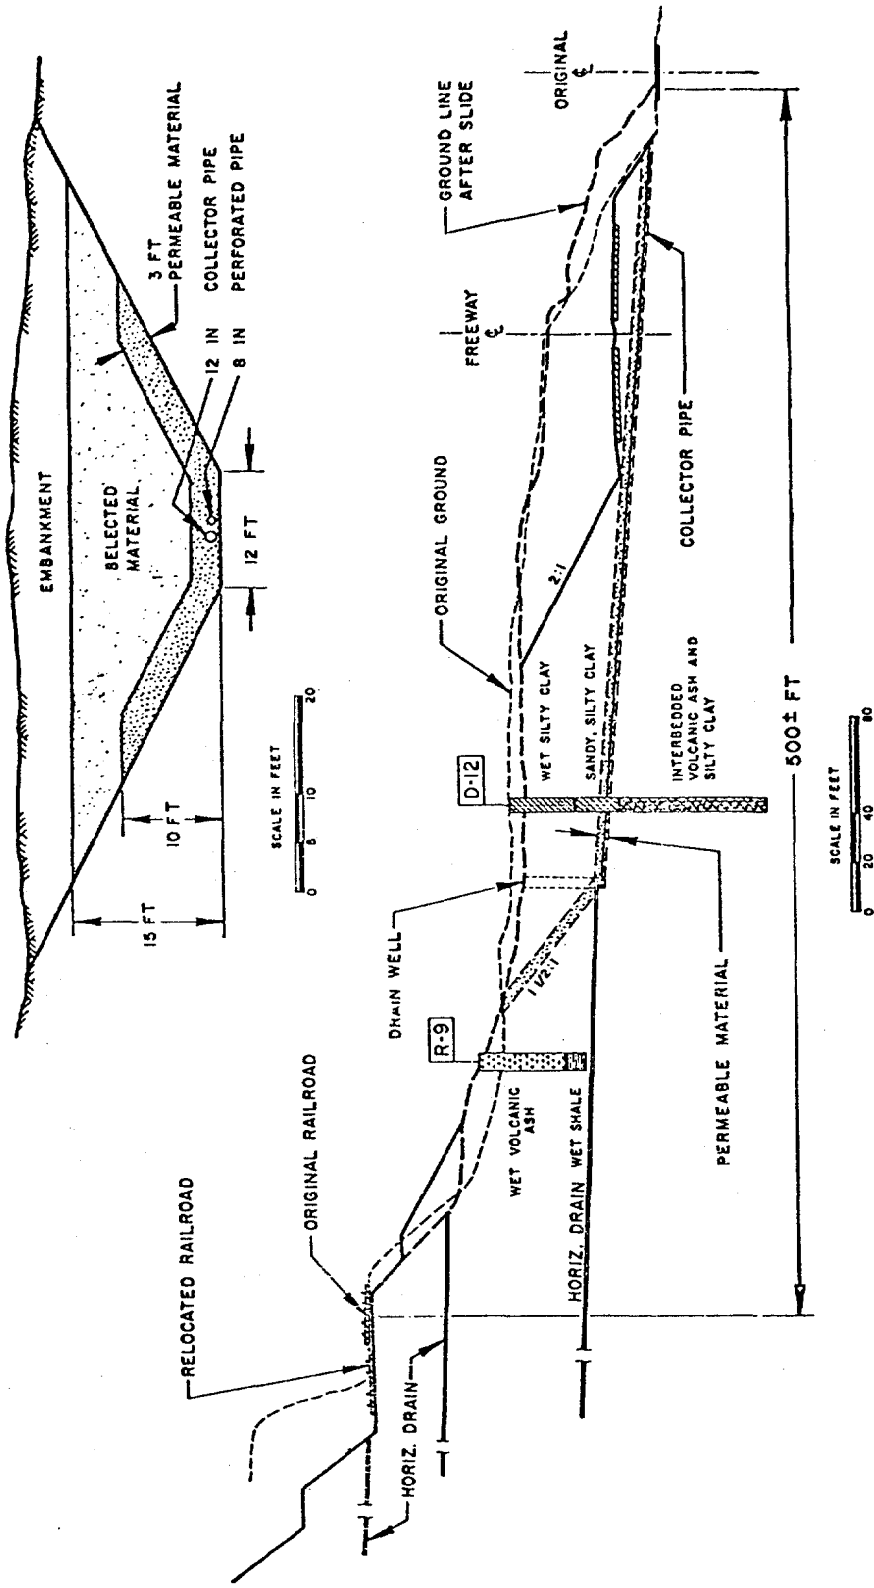 EMBANKMENT
SELECTED
MATERIAL
3 FT
PERMEABLE MATERIAL
12 IN COLLECTOR PIPE
8 IN PERFORATED PIPE
15 FT
10 FT
12 FT
SCALE IN FEET
0 5 10 20
RELOCATED RAILROAD
ORIGINAL RAILROAD
R-9
DRAIN WELL
D-12
ORIGINAL GROUND
FREEWAY
℄
GROUND LINE
AFTER SLIDE
ORIGINAL
℄
HORIZ. DRAIN
WET VOLCANIC
ASH
HORIZ. DRAIN WET SHALE
1 1/2:1
WET SILTY CLAY
2:1
SANDY, SILTY CLAY
INTERBEDDED
VOLCANIC ASH AND
SILTY CLAY
COLLECTOR PIPE
PERMEABLE MATERIAL
500± FT
SCALE IN FEET
0 20 40 80